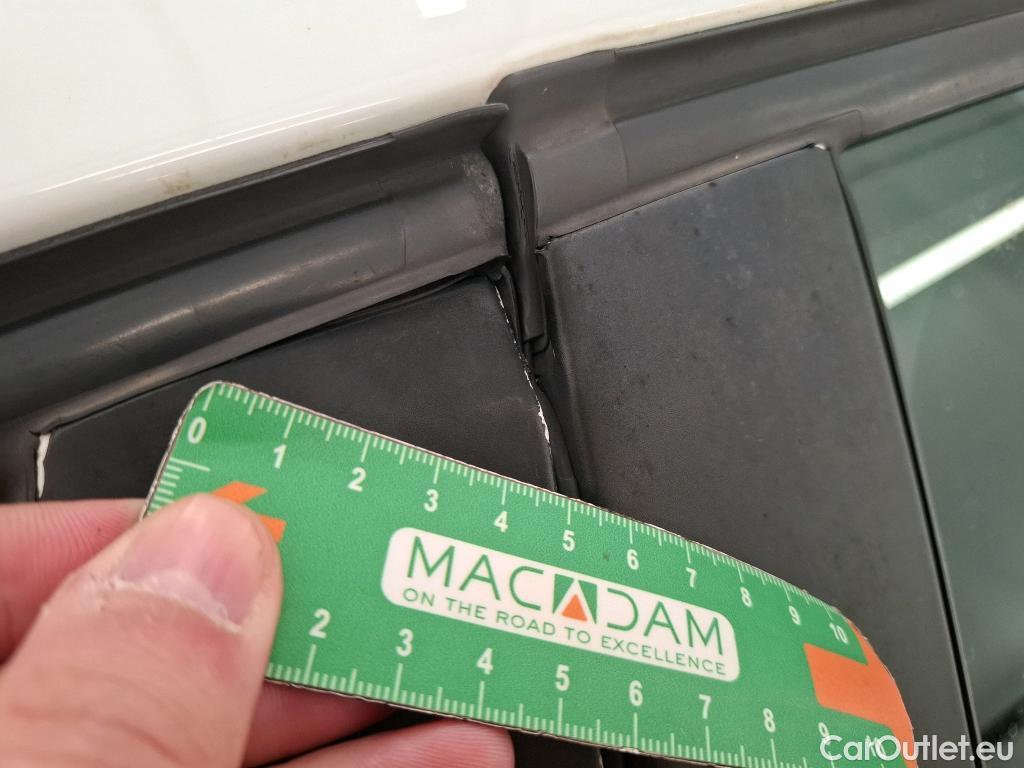 0 1 2 3 4 5 6 7 8 9 10
MACADAM
ON THE ROAD TO EXCELLENCE
2 3 4 5 6 7 8 9
CarOutlet.eu